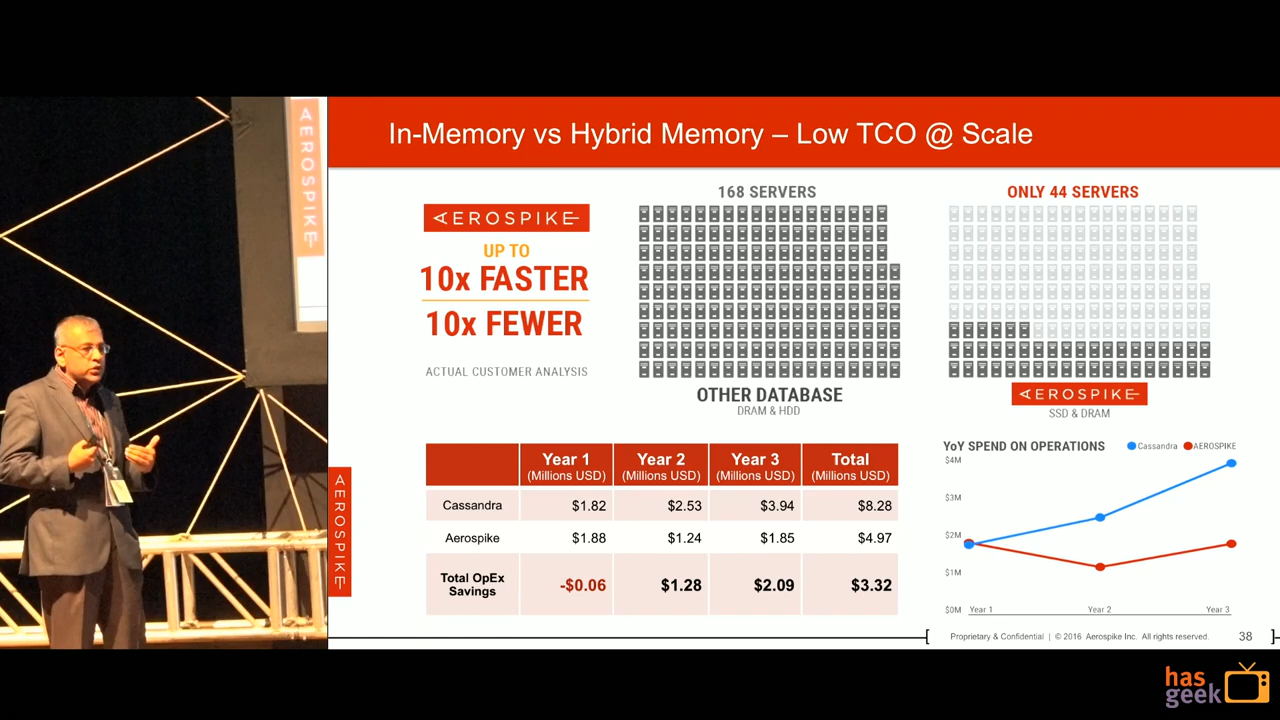 AEROSPIKE
In-Memory vs Hybrid Memory – Low TCO @ Scale
AEROSPIKE
UP TO
10x FASTER
10x FEWER
ACTUAL CUSTOMER ANALYSIS
168 SERVERS
OTHER DATABASE
DRAM & HDD
ONLY 44 SERVERS
AEROSPIKE
SSD & DRAM
Year 1 Year 2 Year 3 Total
(Millions USD) (Millions USD) (Millions USD) (Millions USD)
Cassandra $1.82 $2.53 $3.94 $8.28
Aerospike $1.88 $1.24 $1.85 $4.97
Total OpEx
Savings -$0.06 $1.28 $2.09 $3.32
YoY SPEND ON OPERATIONS Cassandra AEROSPIKE
$4M
$3M
$2M
$1M
$0M Year 1 Year 2 Year 3
AEROSPIKE
Proprietary & Confidential | © 2016 Aerospike Inc. All rights reserved. 38
has
geek